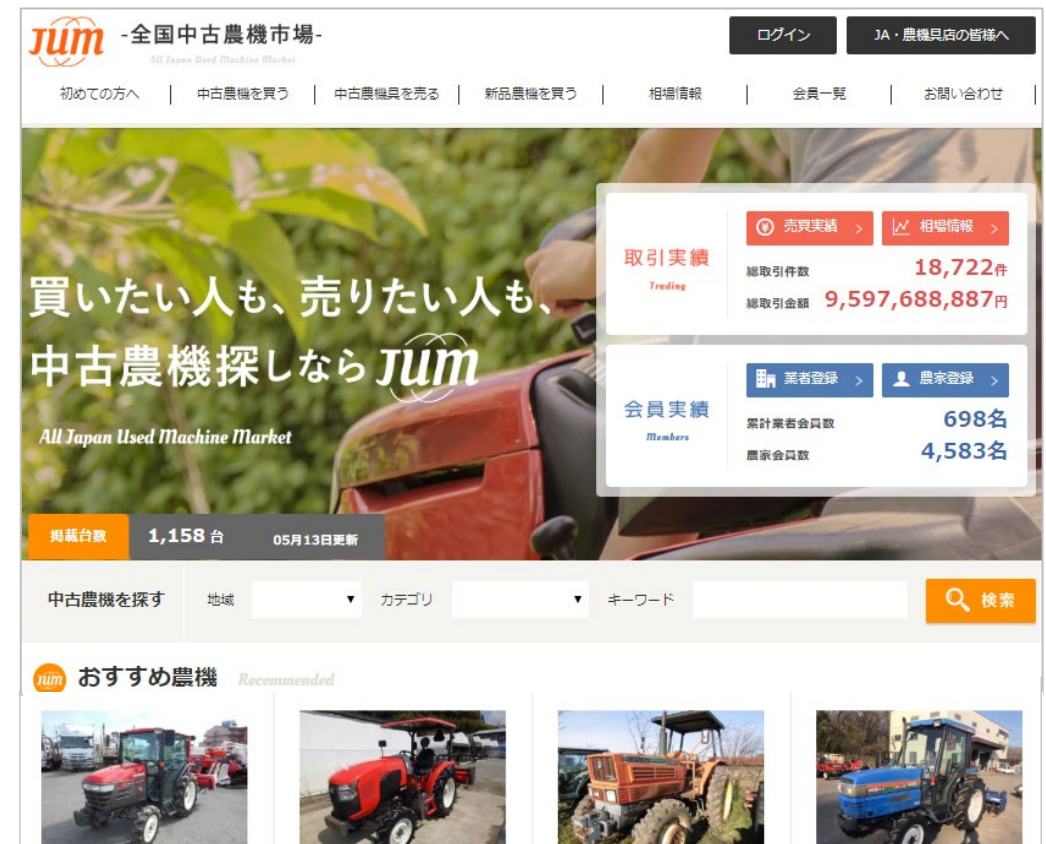 JUM -全国中古農機市場-
All Japan Used Machine Market
ログイン
JA・農機具店の皆様へ
初めての方へ
中古農機を買う
中古農機具を売る
新品農機を買う
相場情報
会員一覧
お問い合わせ
買いたい人も、売りたい人も、
中古農機探しなら JUM
All Japan Used Machine Market
取引実績
Trading
売買実績 >
相場情報 >
総取引件数 18,722件
総取引金額 9,597,688,887円
会員実績
Members
業者登録 >
農家登録 >
累計業者会員数 698名
農家会員数 4,583名
掲載台数 1,158 台 05月13日更新
中古農機を探す 地域 カテゴリ キーワード 検索
JUM おすすめ農機 Recommended